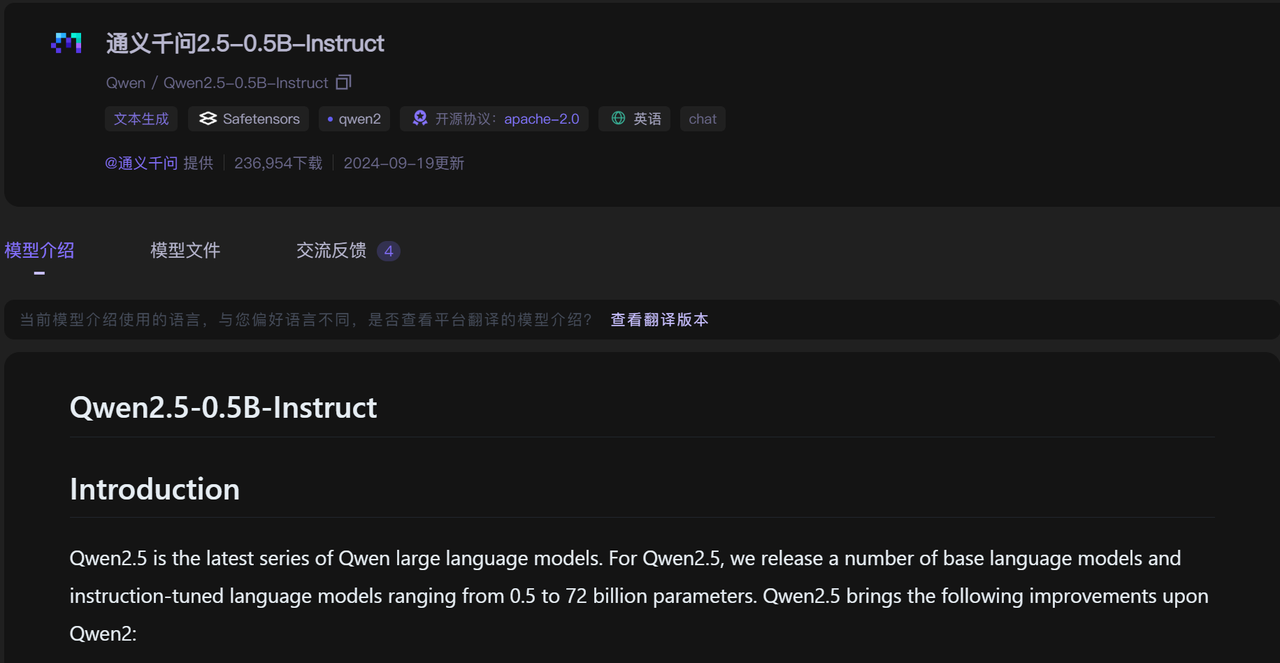 通义千问2.5-0.5B-Instruct
Qwen / Qwen2.5-0.5B-Instruct
文本生成 Safetensors qwen2 开源协议：apache-2.0 英语 chat
@通义千问 提供 236,954下载 2024-09-19更新
模型介绍 模型文件 交流反馈 4
当前模型介绍使用的语言，与您偏好语言不同，是否查看平台翻译的模型介绍？ 查看翻译版本
Qwen2.5-0.5B-Instruct
Introduction
Qwen2.5 is the latest series of Qwen large language models. For Qwen2.5, we release a number of base language models and
instruction-tuned language models ranging from 0.5 to 72 billion parameters. Qwen2.5 brings the following improvements upon
Qwen2: